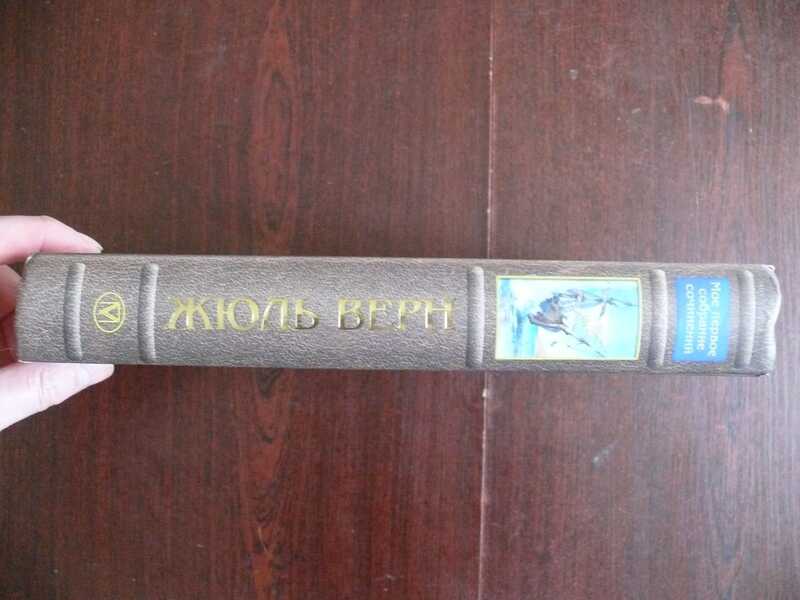 ЖЮЛЬ ВЕРН
Мое первое
собрание
сочинений